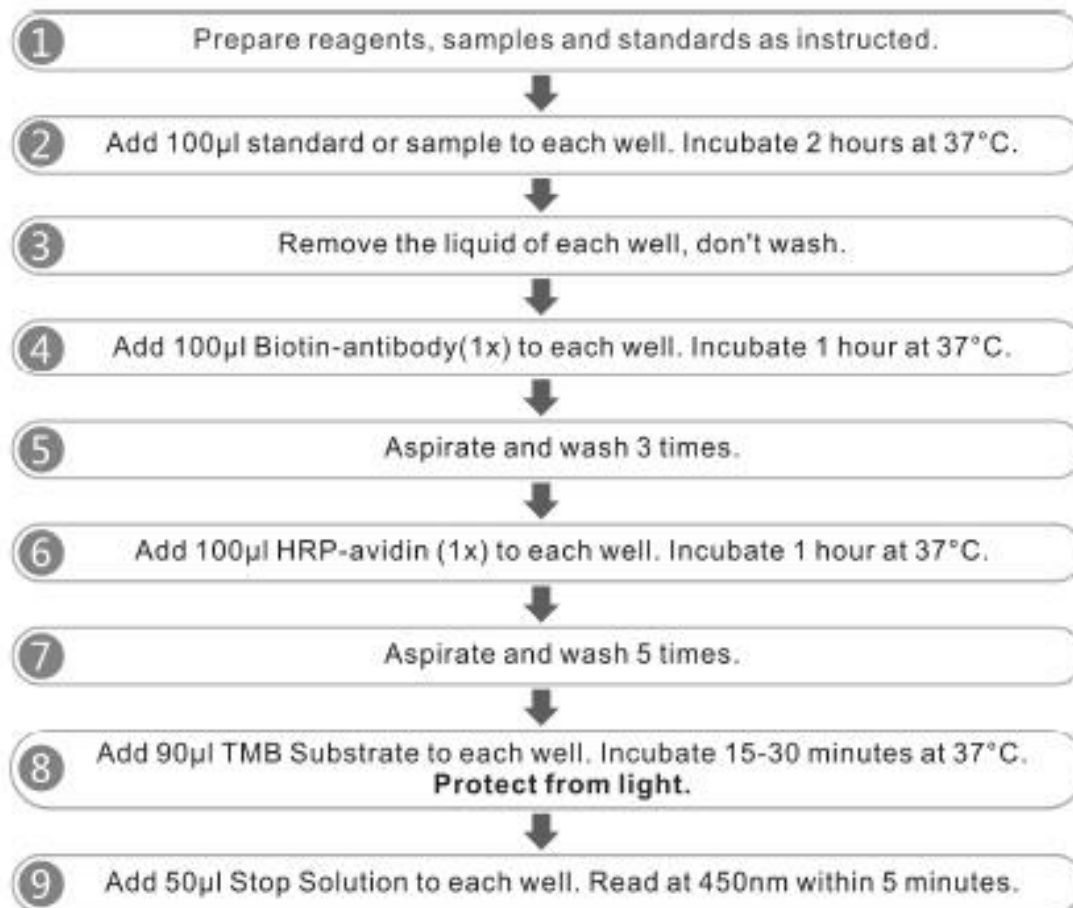 1 Prepare reagents, samples and standards as instructed.
2 Add 100µl standard or sample to each well. Incubate 2 hours at 37°C.
3 Remove the liquid of each well, don't wash.
4 Add 100µl Biotin-antibody(1x) to each well. Incubate 1 hour at 37°C.
5 Aspirate and wash 3 times.
6 Add 100µl HRP-avidin (1x) to each well. Incubate 1 hour at 37°C.
7 Aspirate and wash 5 times.
8 Add 90µl TMB Substrate to each well. Incubate 15-30 minutes at 37°C.
Protect from light.
9 Add 50µl Stop Solution to each well. Read at 450nm within 5 minutes.